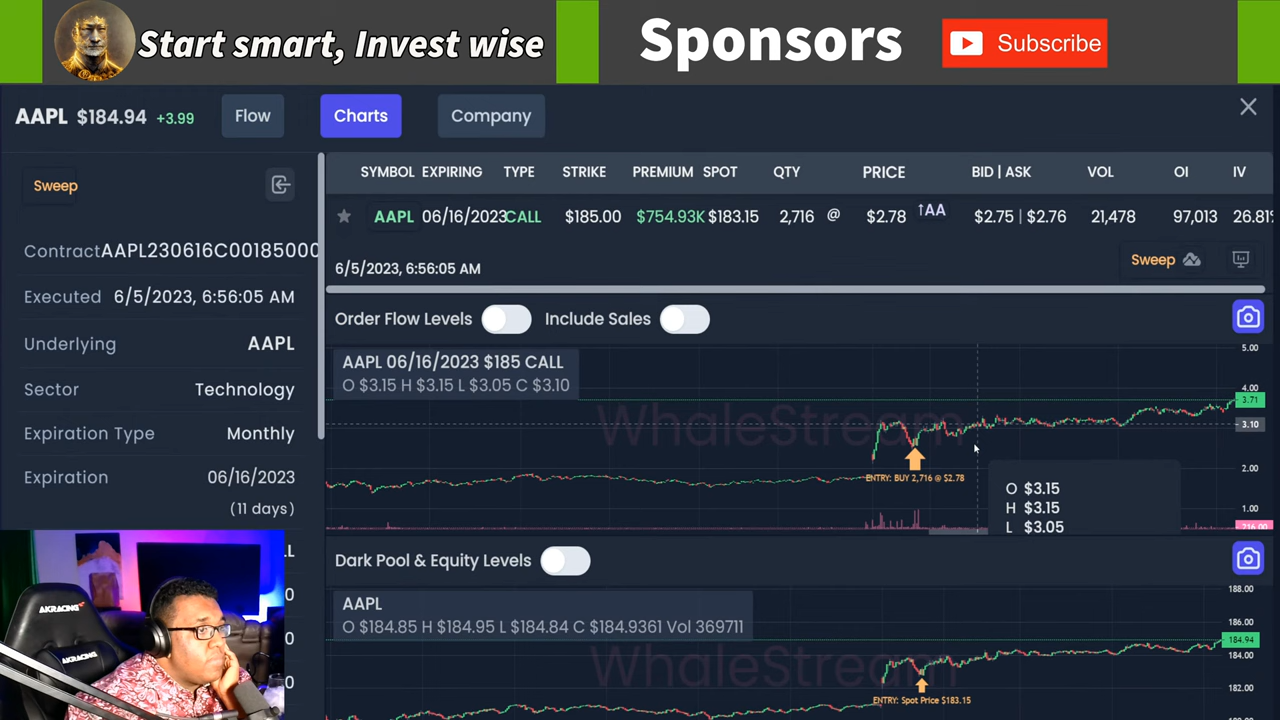 Start smart, Invest wise
Sponsors
Subscribe
AAPL $184.94 +3.99
Flow
Charts
Company
Sweep
Contract AAPL230616C00185000
Executed 6/5/2023, 6:56:05 AM
Underlying AAPL
Sector Technology
Expiration Type Monthly
Expiration 06/16/2023
(11 days)
SYMBOL EXPIRING TYPE STRIKE PREMIUM SPOT QTY PRICE BID | ASK VOL OI IV
AAPL 06/16/2023 CALL $185.00 $754.93K $183.15 2,716 @ $2.78 ↑AA $2.75 | $2.76 21,478 97,013 26.81
6/5/2023, 6:56:05 AM
Sweep
Order Flow Levels
Include Sales
AAPL 06/16/2023 $185 CALL
O $3.15 H $3.15 L $3.05 C $3.10
WhaleStream
5.00
4.00
3.71
3.10
2.00
1.00
216.00
ENTRY: BUY 2,716 @ $2.78
O $3.15
H $3.15
L $3.05
Dark Pool & Equity Levels
AAPL
O $184.85 H $184.95 L $184.84 C $184.9361 Vol 369711
WhaleStream
188.00
186.00
184.94
184.00
182.00
ENTRY: Spot Price $183.15
AKRACING
AKRACING